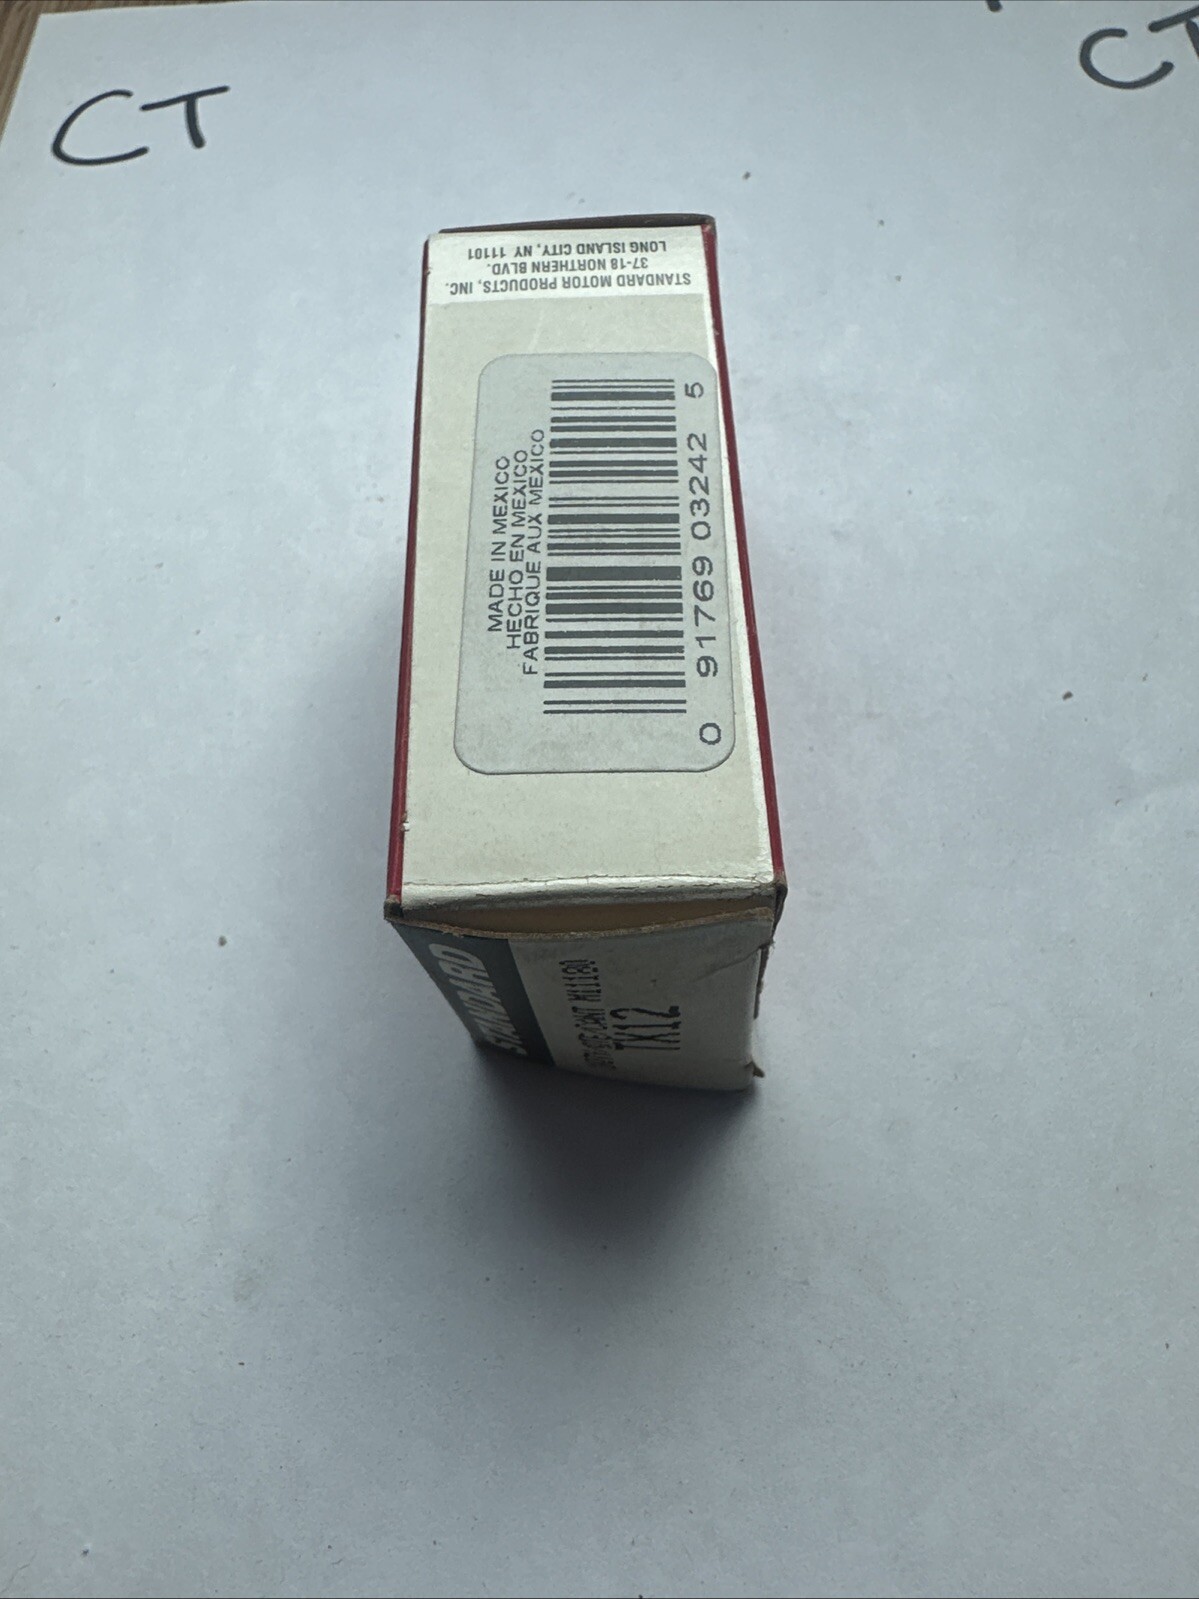 CT
CT
STANDARD MOTOR PRODUCTS, INC.
37-18 NORTHERN BLVD.
LONG ISLAND CITY, NY 11101
MADE IN MEXICO
HECHO EN MEXICO
FABRIQUE AUX MEXICO
0 91769 03242 5
STANDARD
M11180
TX12